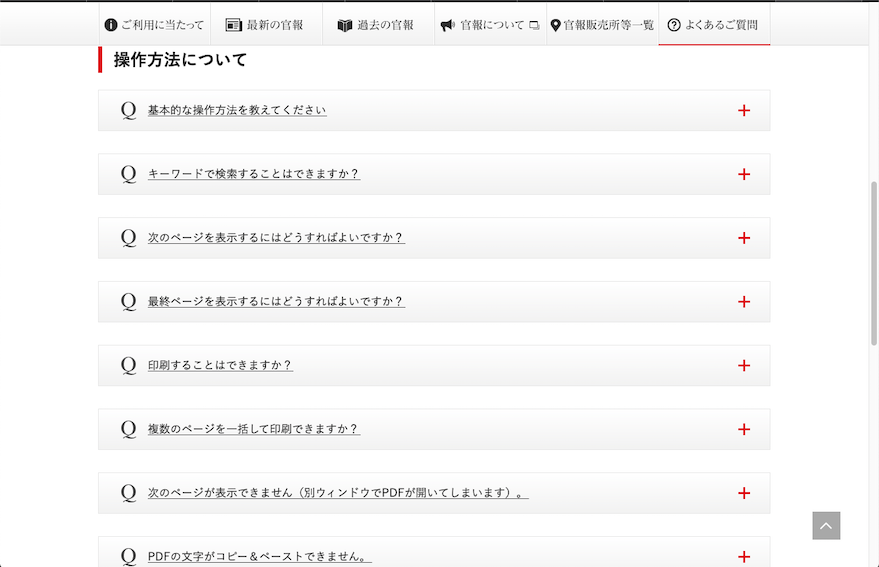 ご利用に当たって
最新の官報
過去の官報
官報について
官報販売所等一覧
よくあるご質問
操作方法について
Q 基本的な操作方法を教えてください
Q キーワードで検索することはできますか？
Q 次のページを表示するにはどうすればよいですか？
Q 最終ページを表示するにはどうすればよいですか？
Q 印刷することはできますか？
Q 複数のページを一括して印刷できますか？
Q 次のページが表示できません（別ウィンドウでPDFが開いてしまいます）。
Q PDFの文字がコピー＆ペーストできません。